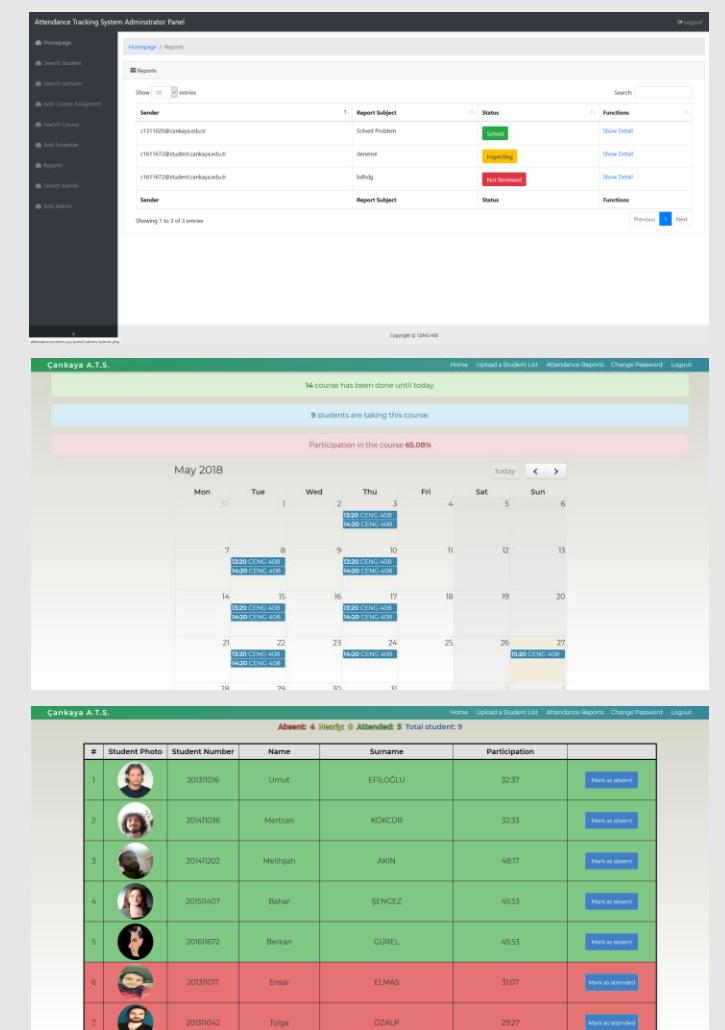 Attendance Tracking System Adminstrator Panel Logout
Homepage
Search Student
Search Lecturer
Add Course Assigment
Search Course
Add Schedule
Reports
Search Admin
Add Admin
Homepage / Reports
Reports
Show 10 entries Search:
Sender Report Subject Status Functions
c1311020@cankaya.edu.tr Solved Problem Solved Show Detail
c1611672@student.cankaya.edu.tr deneme Inspecting Show Detail
c1611672@student.cankaya.edu.tr bdhdg Not Reviewed Show Detail
Sender Report Subject Status Functions
Showing 1 to 3 of 3 entries Previous 1 Next
Copyright © CENG 408
Çankaya A.T.S. Home Upload a Student List Attendance Reports Change Password Logout
14 course has been done until today.
9 students are taking this course.
Participation in the course 65.08%
May 2018 today
Mon Tue Wed Thu Fri Sat Sun
30 1 2 3 4 5 6
13:20 CENG 408 13:20 CENG 408
14:20 CENG 408 14:20 CENG 408
7 8 9 10 11 12 13
13:20 CENG 408 13:20 CENG 408
14:20 CENG 408 14:20 CENG 408
14 15 16 17 18 19 20
13:20 CENG 408 13:20 CENG 408
14:20 CENG 408 14:20 CENG 408
21 22 23 24 25 26 27
13:20 CENG 408 14:20 CENG 408 15:20 CENG 408
14:20 CENG 408
28 29 30 31
Çankaya A.T.S. Home Upload a Student List Attendance Reports Change Password Logout
Absent: 4 Nearly: 0 Attended: 5 Total student: 9
# Student Photo Student Number Name Surname Participation
1 201311016 Umut EFİLOĞLU 32:37 Mark as absent
2 201411036 Mertcan KÖKCÜR 32:33 Mark as absent
3 201411202 Melihşah AKIN 48:17 Mark as absent
4 201511407 Bahar ŞENGEZ 45:53 Mark as absent
5 201611672 Berkan GÜREL 45:53 Mark as absent
6 201311017 Ensar ELMAS 31:07 Mark as attended
7 201311042 Tolga ÖZALP 29:27 Mark as attended